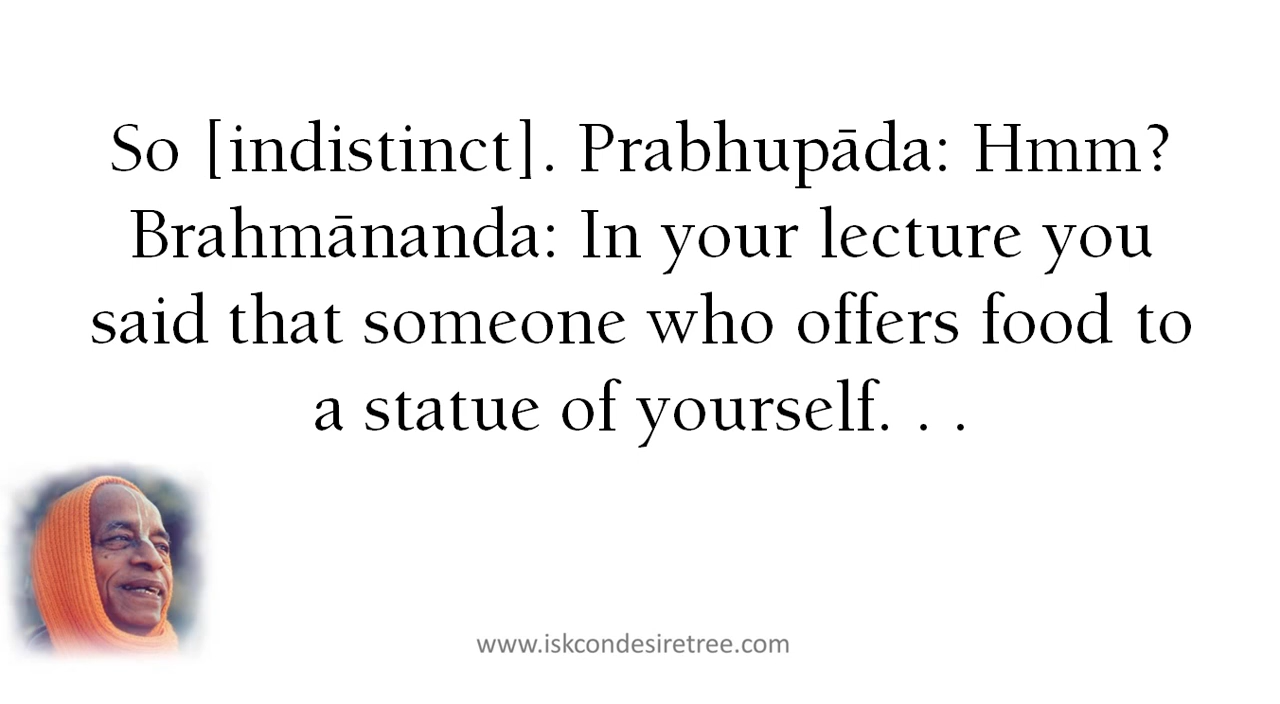 So [indistinct]. Prabhupāda: Hmm?
Brahmānanda: In your lecture you
said that someone who offers food to
a statue of yourself. . .
www.iskcondesiretree.com